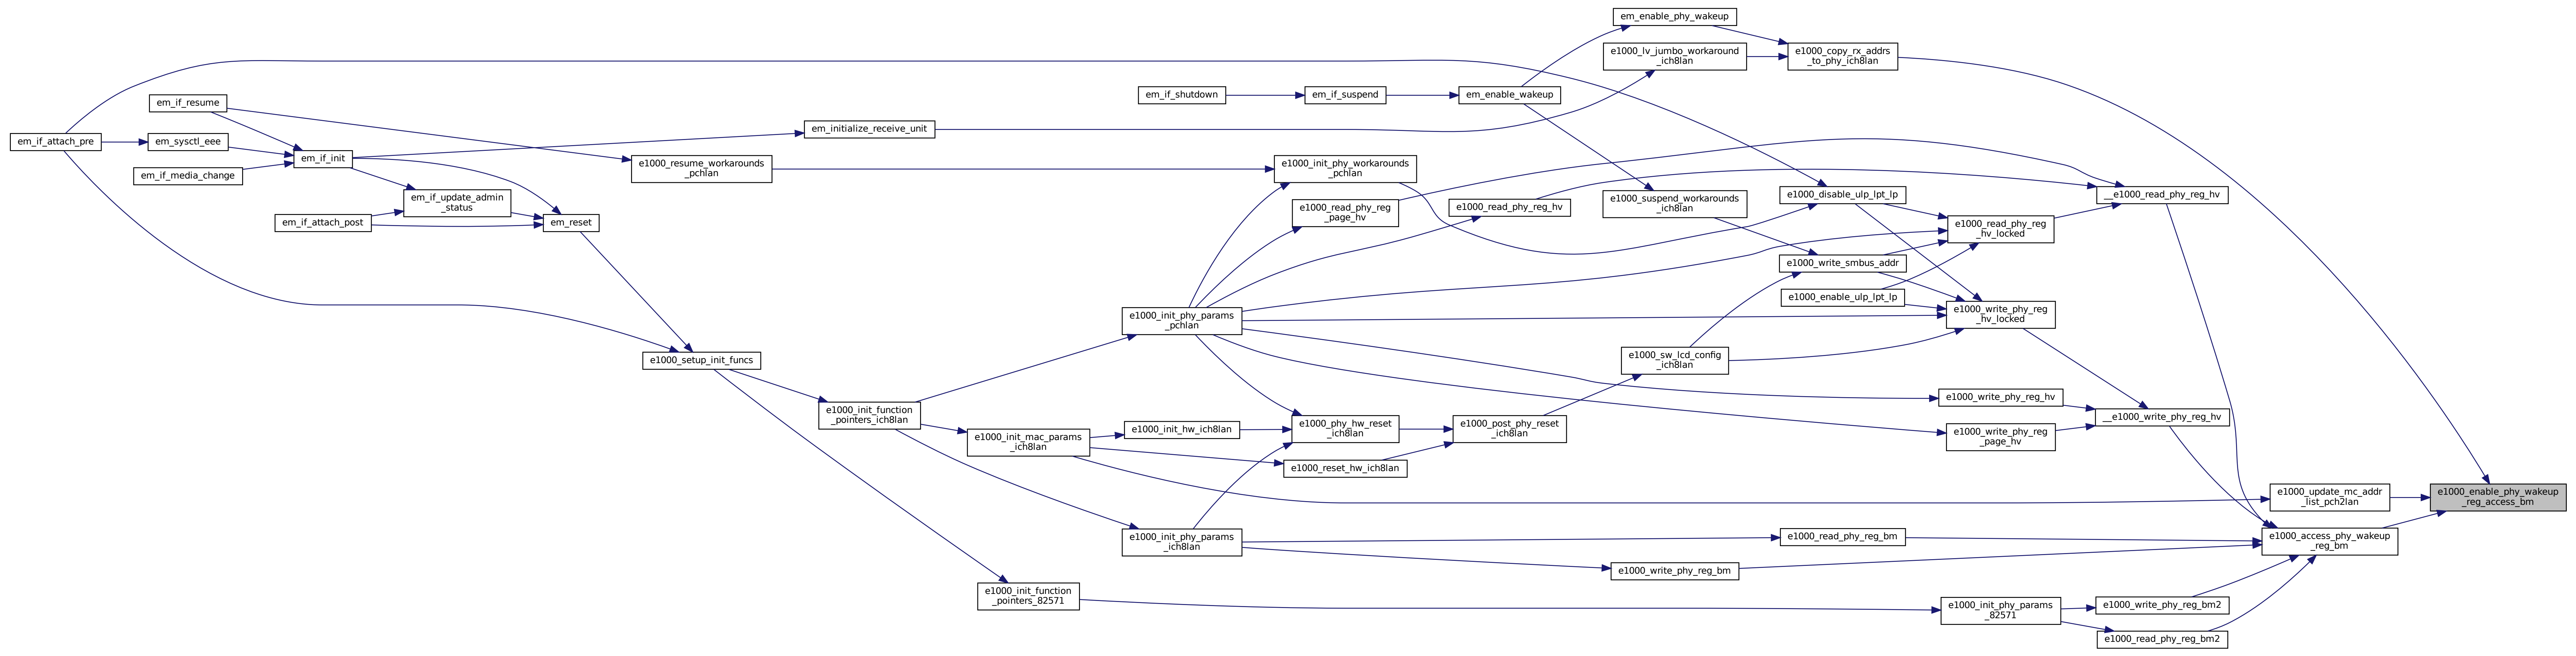 em_enable_phy_wakeup
e1000_lv_jumbo_workaround
_ich8lan
e1000_copy_rx_addrs
_to_phy_ich8lan
em_if_shutdown
em_if_suspend
em_enable_wakeup
em_if_resume
em_initialize_receive_unit
em_if_attach_pre
em_sysctl_eee
em_if_init
em_if_media_change
e1000_resume_workarounds
_pchlan
e1000_init_phy_workarounds
_pchlan
em_if_update_admin
_status
em_if_attach_post
em_reset
e1000_read_phy_reg
_page_hv
e1000_read_phy_reg_hv
e1000_suspend_workarounds
_ich8lan
e1000_disable_ulp_lpt_lp
__e1000_read_phy_reg_hv
e1000_read_phy_reg
_hv_locked
e1000_write_smbus_addr
e1000_enable_ulp_lpt_lp
e1000_init_phy_params
_pchlan
e1000_write_phy_reg
_hv_locked
e1000_setup_init_funcs
e1000_sw_lcd_config
_ich8lan
e1000_write_phy_reg_hv
__e1000_write_phy_reg_hv
e1000_init_function
_pointers_ich8lan
e1000_init_mac_params
_ich8lan
e1000_init_hw_ich8lan
e1000_phy_hw_reset
_ich8lan
e1000_post_phy_reset
_ich8lan
e1000_write_phy_reg
_page_hv
e1000_reset_hw_ich8lan
e1000_update_mc_addr
_list_pch2lan
e1000_enable_phy_wakeup
_reg_access_bm
e1000_init_phy_params
_ich8lan
e1000_read_phy_reg_bm
e1000_access_phy_wakeup
_reg_bm
e1000_write_phy_reg_bm
e1000_init_function
_pointers_82571
e1000_init_phy_params
_82571
e1000_write_phy_reg_bm2
e1000_read_phy_reg_bm2